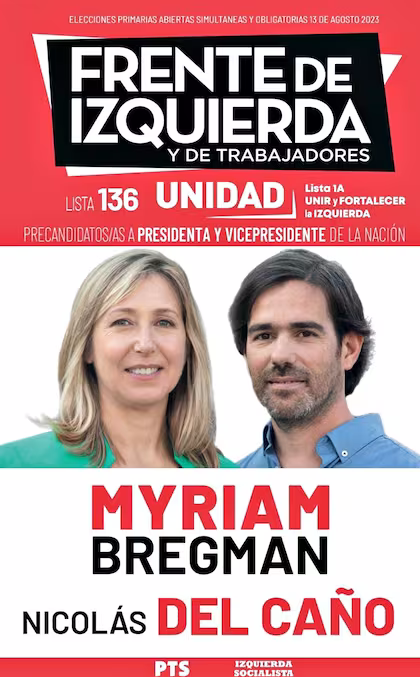 ELECCIONES PRIMARIAS ABIERTAS SIMULTANEAS Y OBLIGATORIAS 13 DE AGOSTO 2023
FRENTE DE
IZQUIERDA
Y DE TRABAJADORES
LISTA 136 UNIDAD
Lista 1A
UNIR y FORTALECER
la IZQUIERDA
PRECANDIDATOS/AS A PRESIDENTA Y VICEPRESIDENTE DE LA NACIÓN
MYRIAM
BREGMAN
NICOLÁS DEL CAÑO
PTS
IZQUIERDA
SOCIALISTA